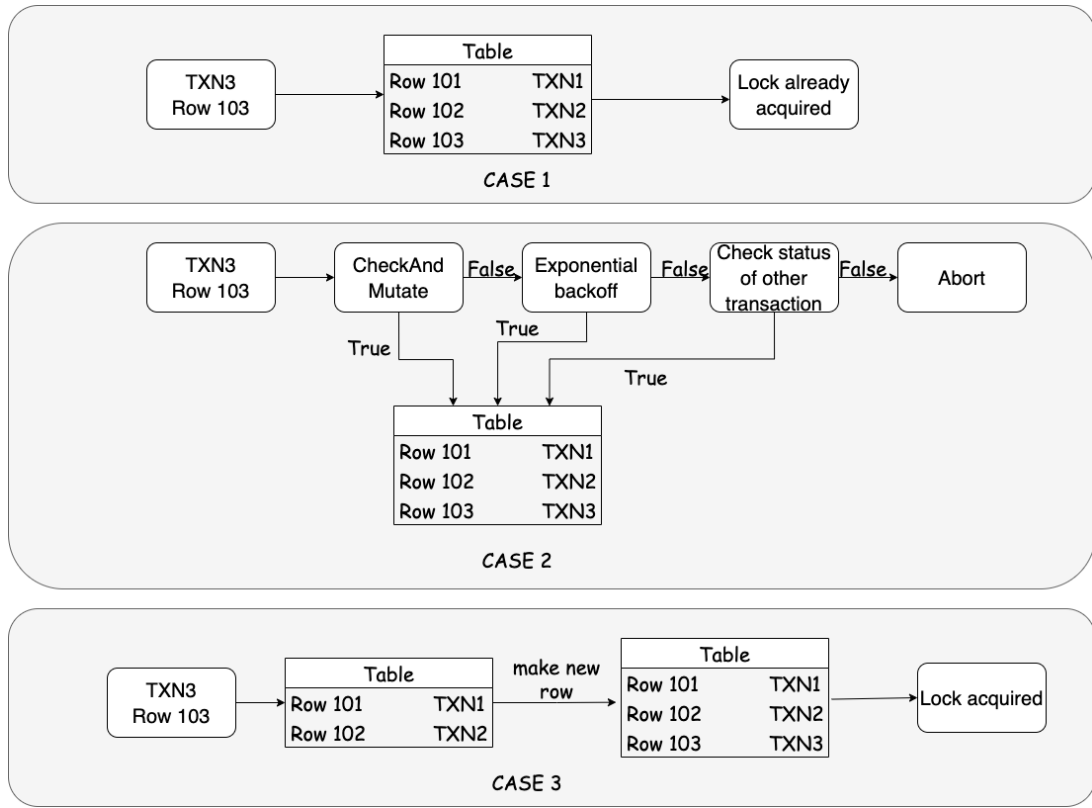 TXN3
Row 103
Table
Row 101 TXN1
Row 102 TXN2
Row 103 TXN3
Lock already
acquired
CASE 1
TXN3
Row 103
CheckAnd
Mutate
False
Exponential
backoff
False
Check status
of other
transaction
False
Abort
True
True
True
Table
Row 101 TXN1
Row 102 TXN2
Row 103 TXN3
CASE 2
TXN3
Row 103
Table
Row 101 TXN1
Row 102 TXN2
make new
row
Table
Row 101 TXN1
Row 102 TXN2
Row 103 TXN3
Lock acquired
CASE 3